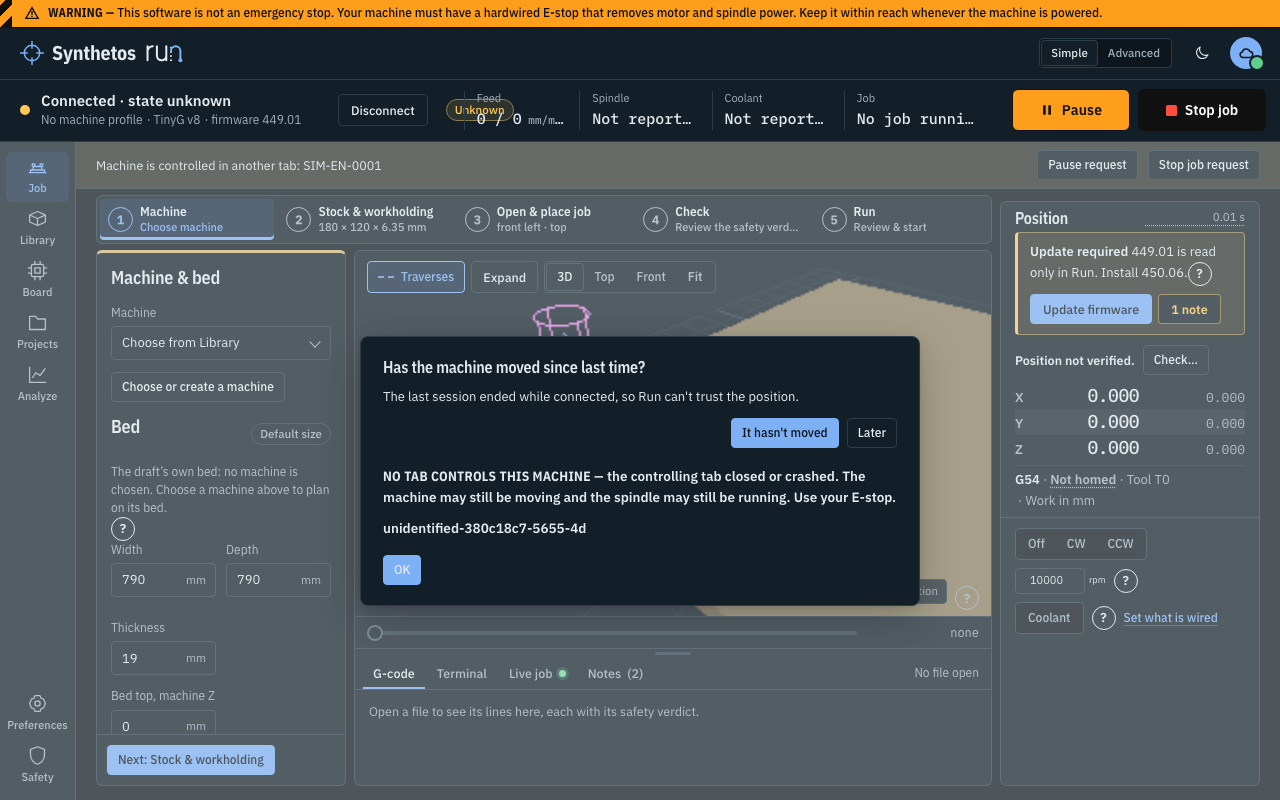 WARNING — This software is not an emergency stop. Your machine must have a hardwired E-stop that removes motor and spindle power. Keep it within reach whenever the machine is powered.
Synthetos run
Simple
Advanced
Connected · state unknown
No machine profile · TinyG v8 · firmware 449.01
Disconnect
Unknown
Feed
0 / 0 mm/m…
Spindle
Not report…
Coolant
Not report…
Job
No job runni…
Pause
Stop job
Machine is controlled in another tab: SIM-EN-0001
Pause request
Stop job request
Job
Library
Board
Projects
Analyze
Preferences
Safety
1 Machine
Choose machine
2 Stock & workholding
180 × 120 × 6.35 mm
3 Open & place job
front left · top
4 Check
Review the safety verd…
5 Run
Review & start
Machine & bed
Machine
Choose from Library
Choose or create a machine
Bed
Default size
The draft's own bed: no machine is
chosen. Choose a machine above to plan
on its bed.
?
Width
Depth
790 mm
790 mm
Thickness
19 mm
Bed top, machine Z
0 mm
Next: Stock & workholding
Traverses
Expand
3D
Top
Front
Fit
Has the machine moved since last time?
The last session ended while connected, so Run can't trust the position.
It hasn't moved
Later
NO TAB CONTROLS THIS MACHINE — the controlling tab closed or crashed. The
machine may still be moving and the spindle may still be running. Use your E-stop.
unidentified-380c18c7-5655-4d
OK
tion
?
none
G-code
Terminal
Live job
Notes (2)
No file open
Open a file to see its lines here, each with its safety verdict.
Position
0.01 s
Update required 449.01 is read
only in Run. Install 450.06. ?
Update firmware
1 note
Position not verified.
Check…
X 0.000 0.000
Y 0.000 0.000
Z 0.000 0.000
G54 · Not homed · Tool T0
· Work in mm
Off
CW
CCW
10000 rpm ?
Coolant
?
Set what is wired